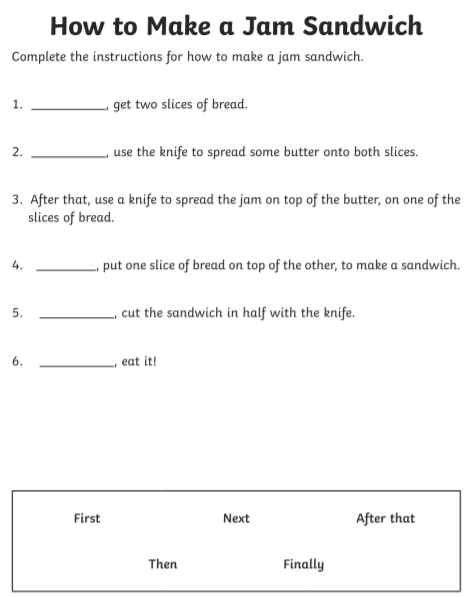 How to Make a Jam Sandwich
Complete the instructions for how to make a jam sandwich.
1. __________, get two slices of bread.
2. __________, use the knife to spread some butter onto both slices.
3. After that, use a knife to spread the jam on top of the butter, on one of the
slices of bread.
4. ________, put one slice of bread on top of the other, to make a sandwich.
5. __________, cut the sandwich in half with the knife.
6. __________, eat it!
First Next After that
Then Finally